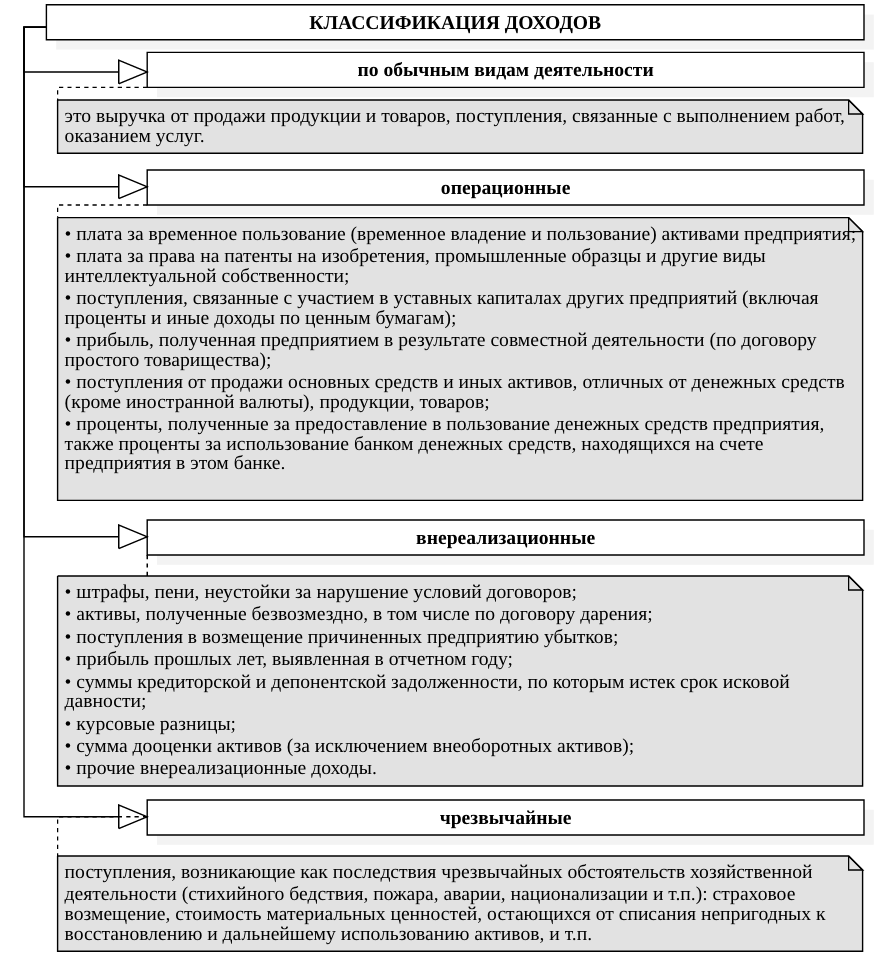 КЛАССИФИКАЦИЯ ДОХОДОВ
по обычным видам деятельности
это выручка от продажи продукции и товаров, поступления, связанные с выполнением работ,
оказанием услуг.
операционные
• плата за временное пользование (временное владение и пользование) активами предприятия;
• плата за права на патенты на изобретения, промышленные образцы и другие виды
интеллектуальной собственности;
• поступления, связанные с участием в уставных капиталах других предприятий (включая
проценты и иные доходы по ценным бумагам);
• прибыль, полученная предприятием в результате совместной деятельности (по договору
простого товарищества);
• поступления от продажи основных средств и иных активов, отличных от денежных средств
(кроме иностранной валюты), продукции, товаров;
• проценты, полученные за предоставление в пользование денежных средств предприятия,
также проценты за использование банком денежных средств, находящихся на счете
предприятия в этом банке.
внереализационные
• штрафы, пени, неустойки за нарушение условий договоров;
• активы, полученные безвозмездно, в том числе по договору дарения;
• поступления в возмещение причиненных предприятию убытков;
• прибыль прошлых лет, выявленная в отчетном году;
• суммы кредиторской и депонентской задолженности, по которым истек срок исковой
давности;
• курсовые разницы;
• сумма дооценки активов (за исключением внеоборотных активов);
• прочие внереализационные доходы.
чрезвычайные
поступления, возникающие как последствия чрезвычайных обстоятельств хозяйственной
деятельности (стихийного бедствия, пожара, аварии, национализации и т.п.): страховое
возмещение, стоимость материальных ценностей, остающихся от списания непригодных к
восстановлению и дальнейшему использованию активов, и т.п.